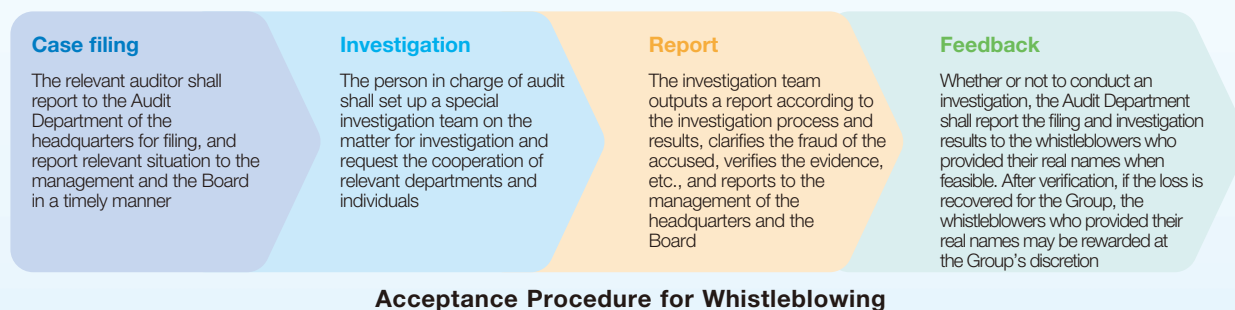 Case filing
The relevant auditor shall
report to the Audit
Department of the
headquarters for filing, and
report relevant situation to the
management and the Board
in a timely manner
Investigation
The person in charge of audit
shall set up a special
investigation team on the
matter for investigation and
request the cooperation of
relevant departments and
individuals
Report
The investigation team
outputs a report according to
the investigation process and
results, clarifies the fraud of the
accused, verifies the evidence,
etc., and reports to the
management of the
headquarters and the
Board
Feedback
Whether or not to conduct an
investigation, the Audit Department
shall report the filing and investigation
results to the whistleblowers who
provided their real names when
feasible. After verification, if the loss is
recovered for the Group, the
whistleblowers who provided their
real names may be rewarded at
the Group's discretion
Acceptance Procedure for Whistleblowing